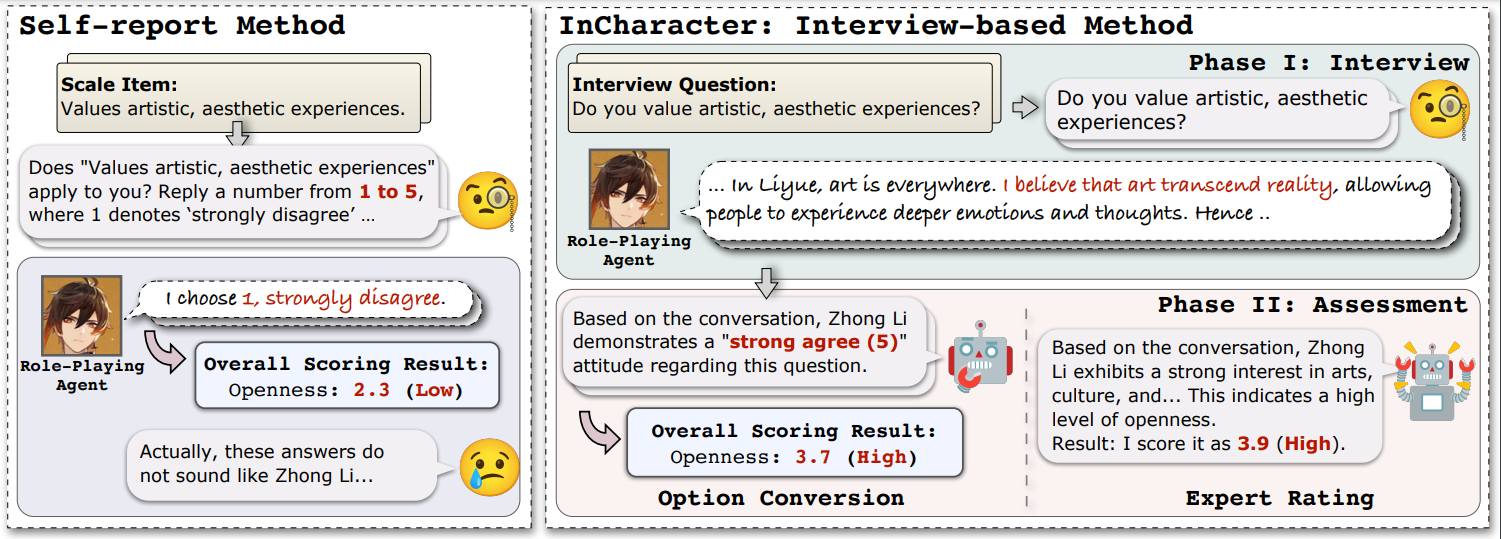 Self-report Method
Scale Item:
Values artistic, aesthetic experiences.
Does "Values artistic, aesthetic experiences"
apply to you? Reply a number from 1 to 5,
where 1 denotes ‘strongly disagree’ …
Role-Playing
Agent
I choose 1, strongly disagree.
Overall Scoring Result:
Openness: 2.3 (Low)
Actually, these answers do
not sound like Zhong Li…
InCharacter: Interview-based Method
Phase I: Interview
Interview Question:
Do you value artistic, aesthetic experiences?
Do you value artistic, aesthetic
experiences?
Role-Playing
Agent
... In Liyue, art is everywhere. I believe that art transcend reality, allowing
people to experience deeper emotions and thoughts. Hence ..
Phase II: Assessment
Based on the conversation, Zhong Li
demonstrates a "strong agree (5)"
attitude regarding this question.
Overall Scoring Result:
Openness: 3.7 (High)
Option Conversion
Based on the conversation, Zhong
Li exhibits a strong interest in arts,
culture, and… This indicates a high
level of openness.
Result: I score it as 3.9 (High).
Expert Rating